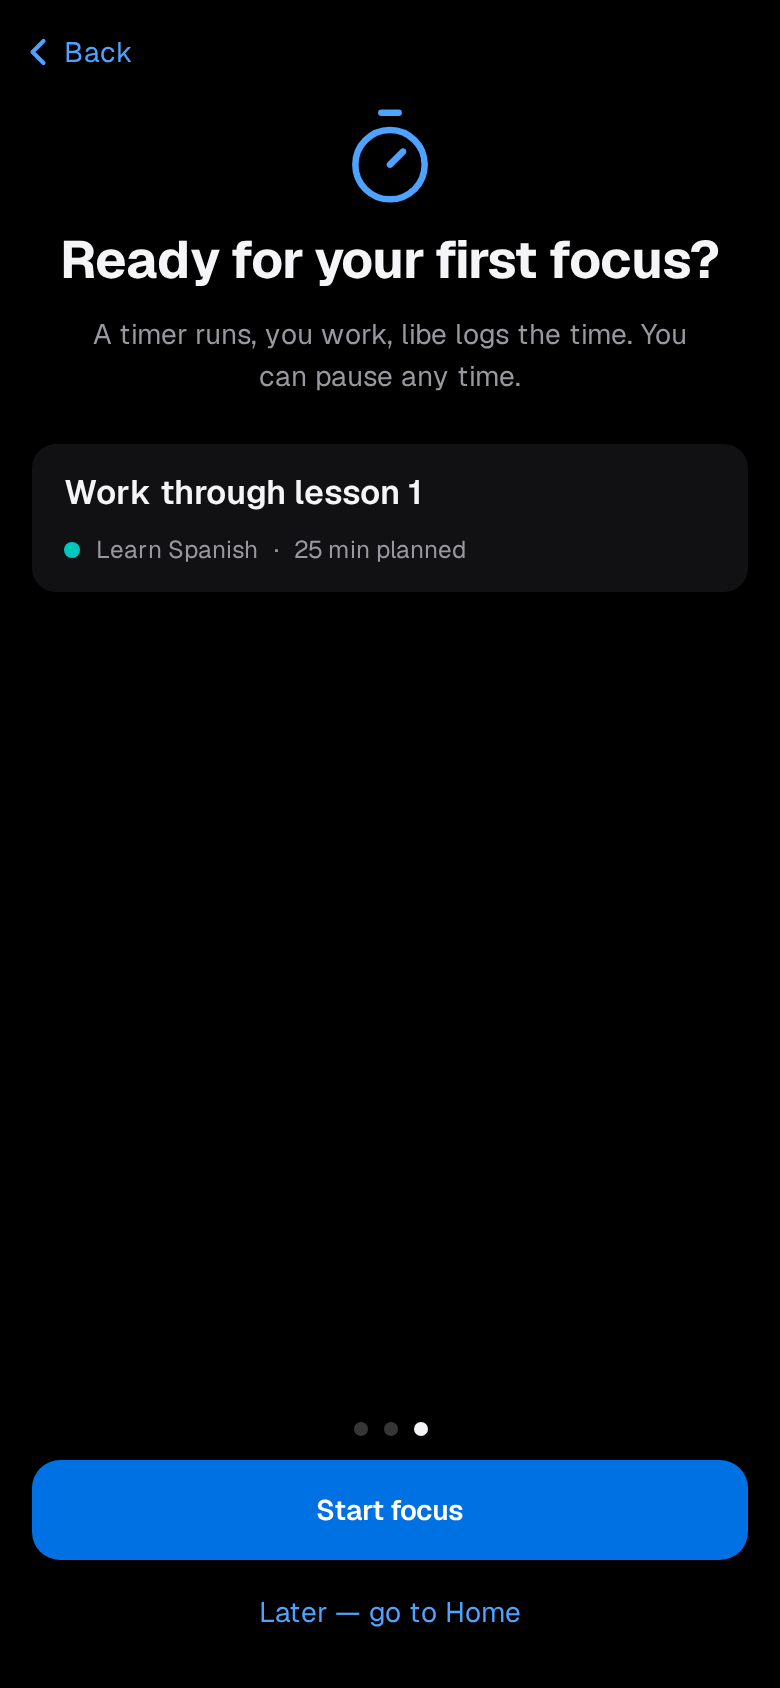 Back
Ready for your first focus?
A timer runs, you work, libe logs the time. You
can pause any time.
Work through lesson 1
Learn Spanish · 25 min planned
Start focus
Later — go to Home